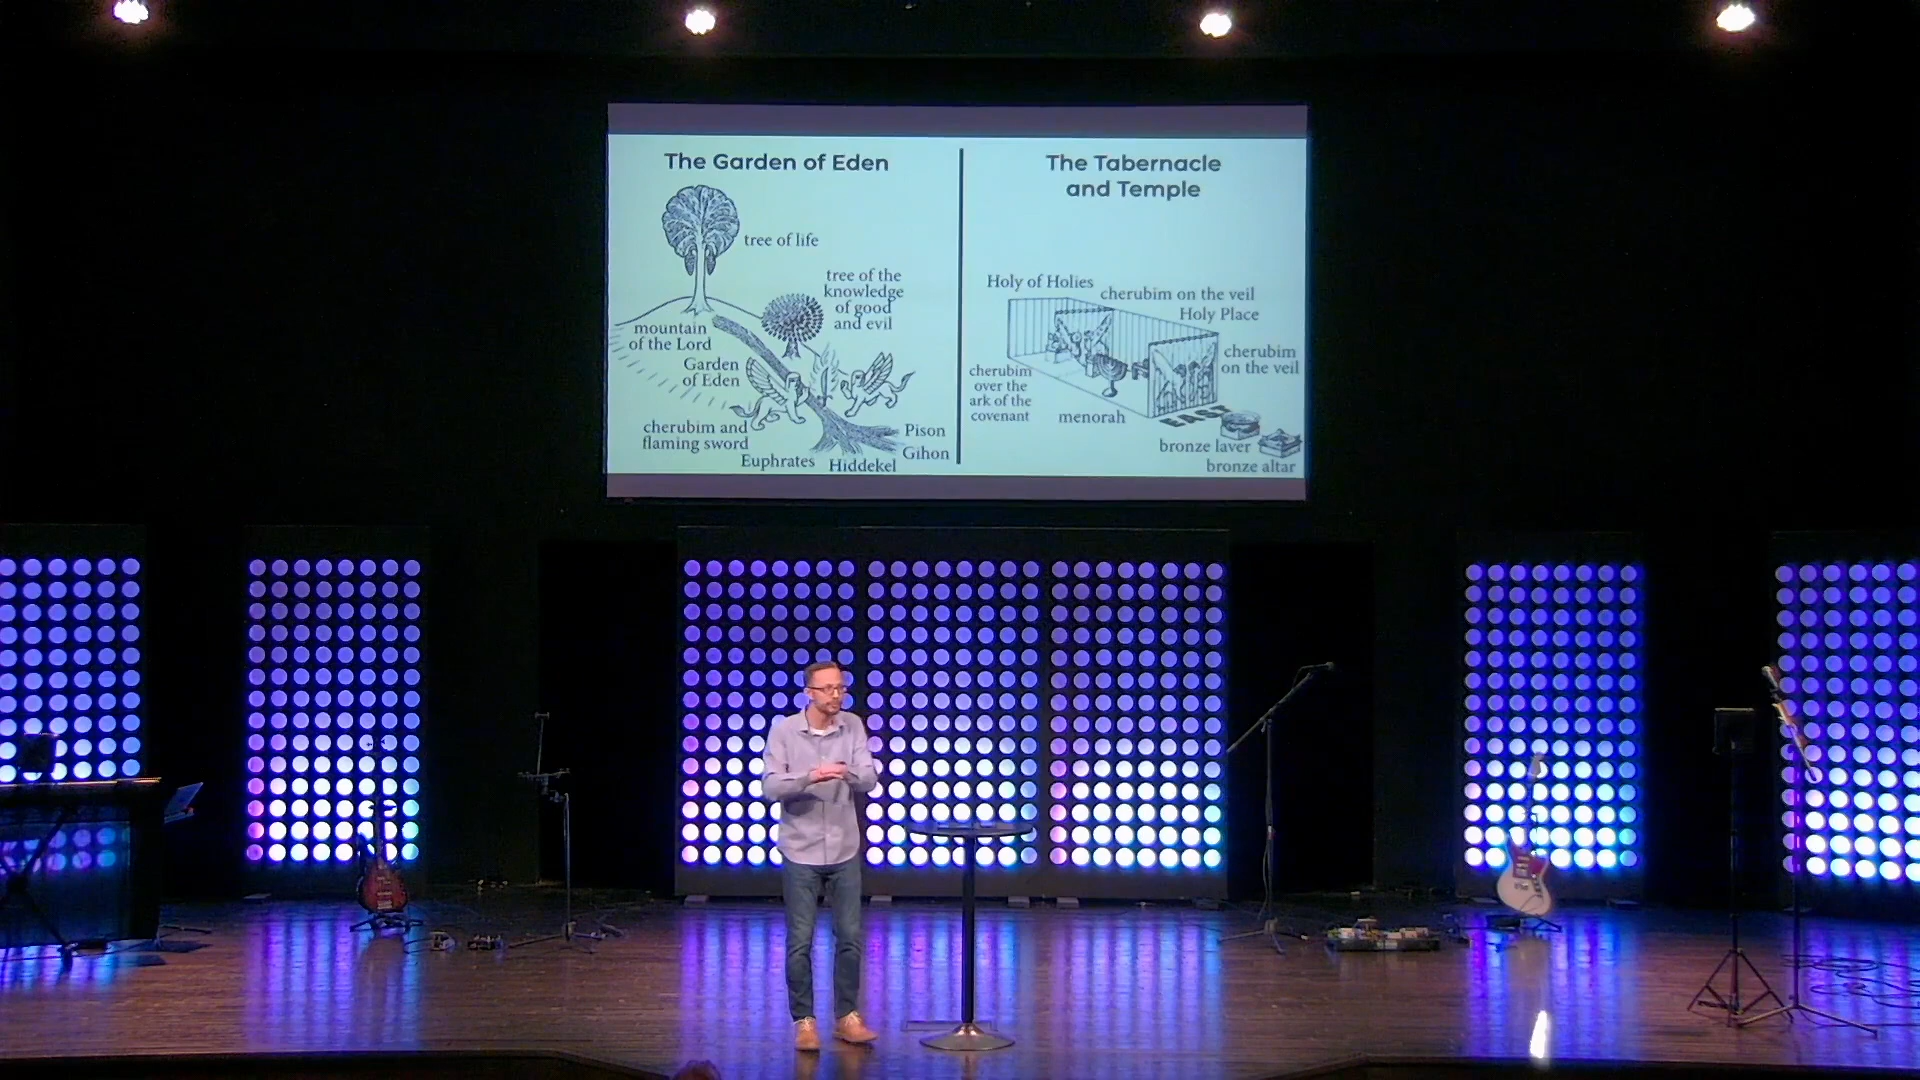 The Garden of Eden
tree of life
tree of the
knowledge
of good
and evil
mountain
of the Lord
Garden
of Eden
cherubim and
flaming sword
Pison
Gihon
Euphrates
Hiddekel
The Tabernacle
and Temple
Holy of Holies
cherubim on the veil
Holy Place
cherubim
on the veil
cherubim
over the
ark of the
covenant
menorah
EAST
bronze laver
bronze altar